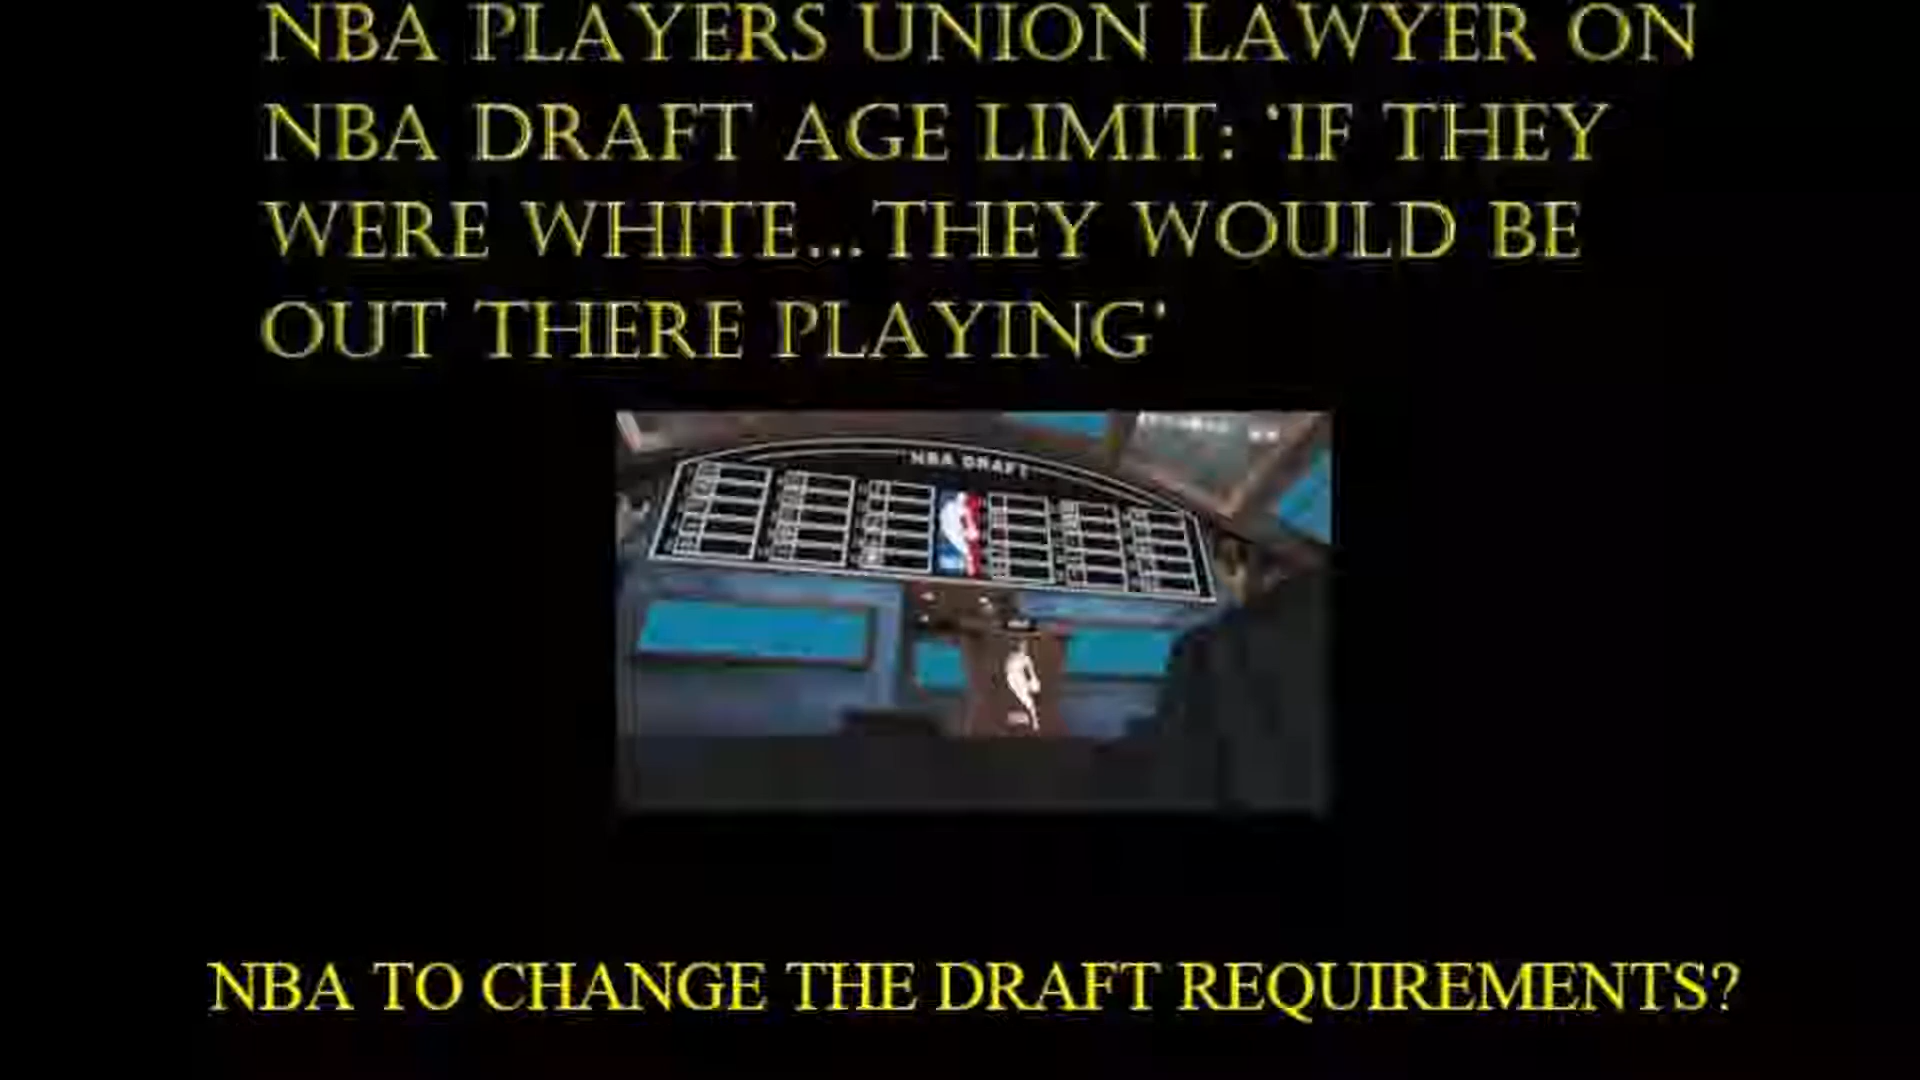 NBA PLAYERS UNION LAWYER ON
NBA DRAFT AGE LIMIT: 'IF THEY
WERE WHITE...THEY WOULD BE
OUT THERE PLAYING'
NBA DRAFT
NBA TO CHANGE THE DRAFT REQUIREMENTS?